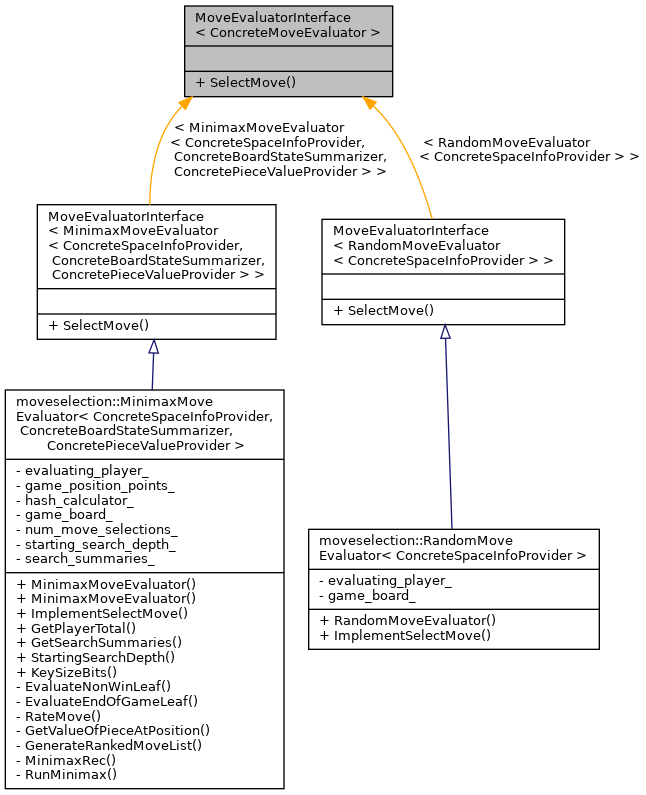 MoveEvaluatorInterface
< ConcreteMoveEvaluator >
+ SelectMove()
< MinimaxMoveEvaluator
< ConcreteSpaceInfoProvider,
ConcreteBoardStateSummarizer,
ConcretePieceValueProvider > >
< RandomMoveEvaluator
< ConcreteSpaceInfoProvider > >
MoveEvaluatorInterface
< MinimaxMoveEvaluator
< ConcreteSpaceInfoProvider,
ConcreteBoardStateSummarizer,
ConcretePieceValueProvider > >
+ SelectMove()
MoveEvaluatorInterface
< RandomMoveEvaluator
< ConcreteSpaceInfoProvider > >
+ SelectMove()
moveselection::MinimaxMove
Evaluator< ConcreteSpaceInfoProvider,
ConcreteBoardStateSummarizer,
ConcretePieceValueProvider >
- evaluating_player_
- game_position_points_
- hash_calculator_
- game_board_
- num_move_selections_
- starting_search_depth_
- search_summaries_
+ MinimaxMoveEvaluator()
+ MinimaxMoveEvaluator()
+ ImplementSelectMove()
+ GetPlayerTotal()
+ GetSearchSummaries()
+ StartingSearchDepth()
+ KeySizeBits()
- EvaluateNonWinLeaf()
- EvaluateEndOfGameLeaf()
- RateMove()
- GetValueOfPieceAtPosition()
- GenerateRankedMoveList()
- MinimaxRec()
- RunMinimax()
moveselection::RandomMove
Evaluator< ConcreteSpaceInfoProvider >
- evaluating_player_
- game_board_
+ RandomMoveEvaluator()
+ ImplementSelectMove()